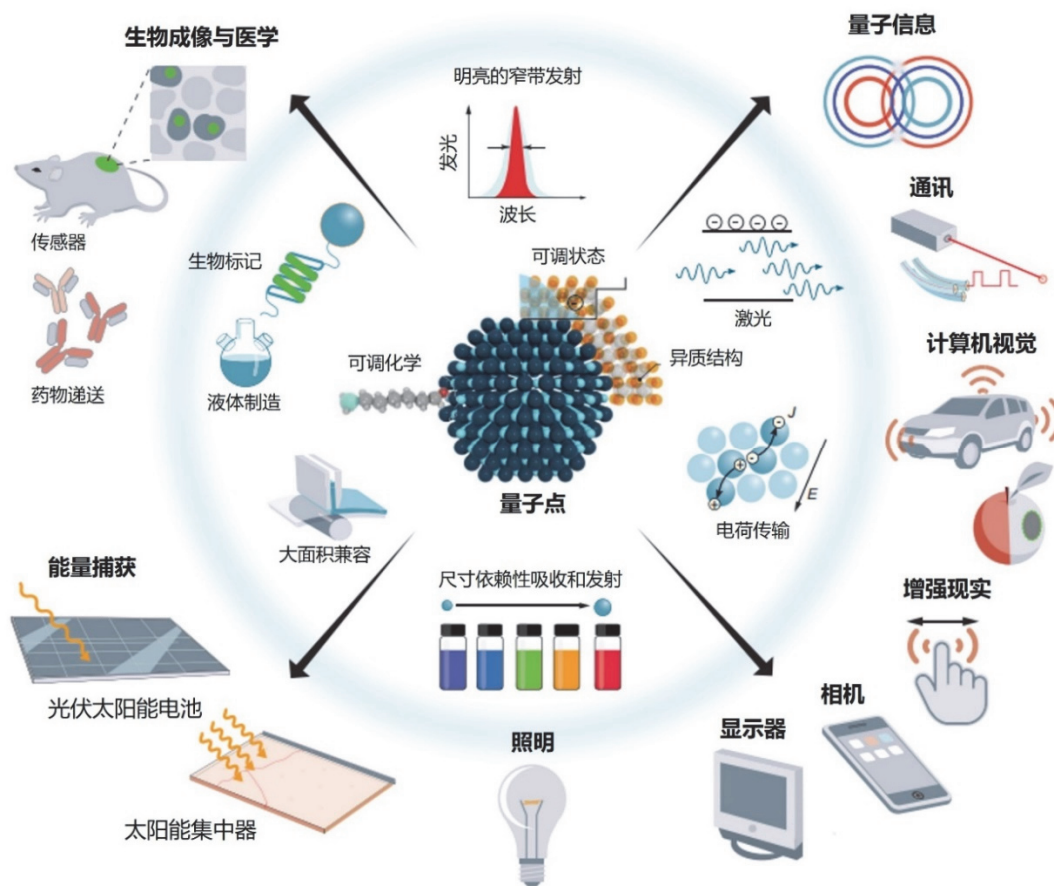 生物成像与医学
量子信息
明亮的窄带发射
发光
波长
通讯
传感器
生物标记
可调状态
激光
计算机视觉
药物递送
液体制造
可调化学
异质结构
J
E
量子点
电荷传输
大面积兼容
能量捕获
尺寸依赖性吸收和发射
增强现实
光伏太阳能电池
相机
显示器
照明
太阳能集中器